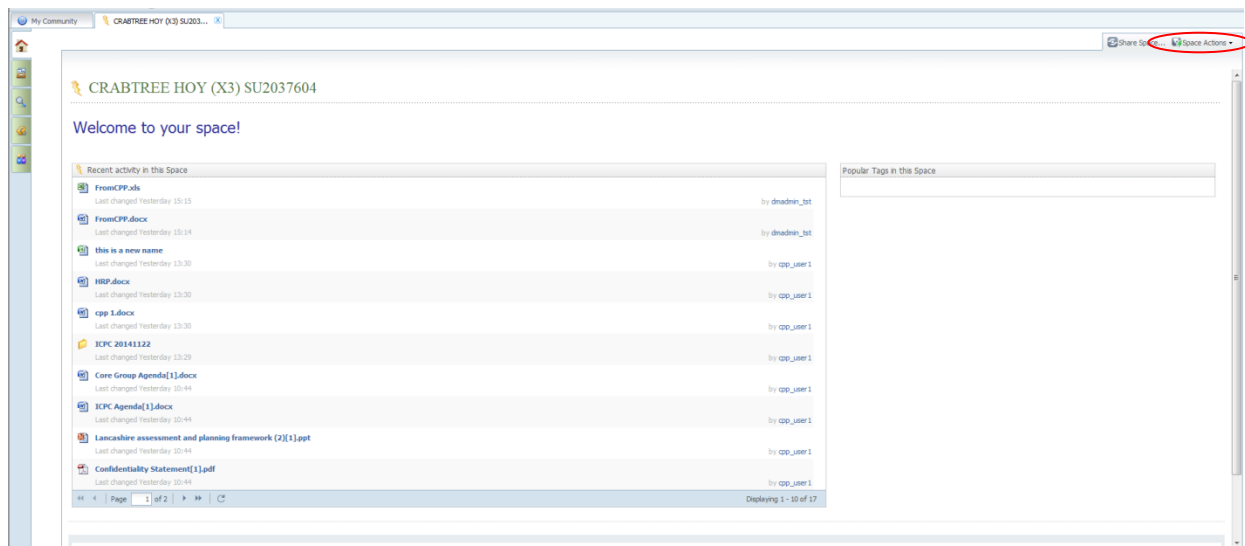 My Community CRABTREE HOY (X3) SU203... X
Share Space... Space Actions
CRABTREE HOY (X3) SU2037604
Welcome to your space!
Recent activity in this Space Popular Tags in this Space
FromCPP.xls
Last changed Yesterday 15:15 by dmadmin_tst
FromCPP.docx
Last changed Yesterday 15:14 by dmadmin_tst
this is a new name
Last changed Yesterday 13:30 by cpp_user1
HRP.docx
Last changed Yesterday 13:30 by cpp_user1
cpp 1.docx
Last changed Yesterday 13:30 by cpp_user1
ICPC 20141122
Last changed Yesterday 13:29 by cpp_user1
Core Group Agenda[1].docx
Last changed Yesterday 10:44 by cpp_user1
ICPC Agenda[1].docx
Last changed Yesterday 10:44 by cpp_user1
Lancashire assessment and planning framework (2)[1].ppt
Last changed Yesterday 10:44 by cpp_user1
Confidentiality Statement[1].pdf
Last changed Yesterday 10:44 by cpp_user1
Page 1 of 2 Displaying 1 - 10 of 17